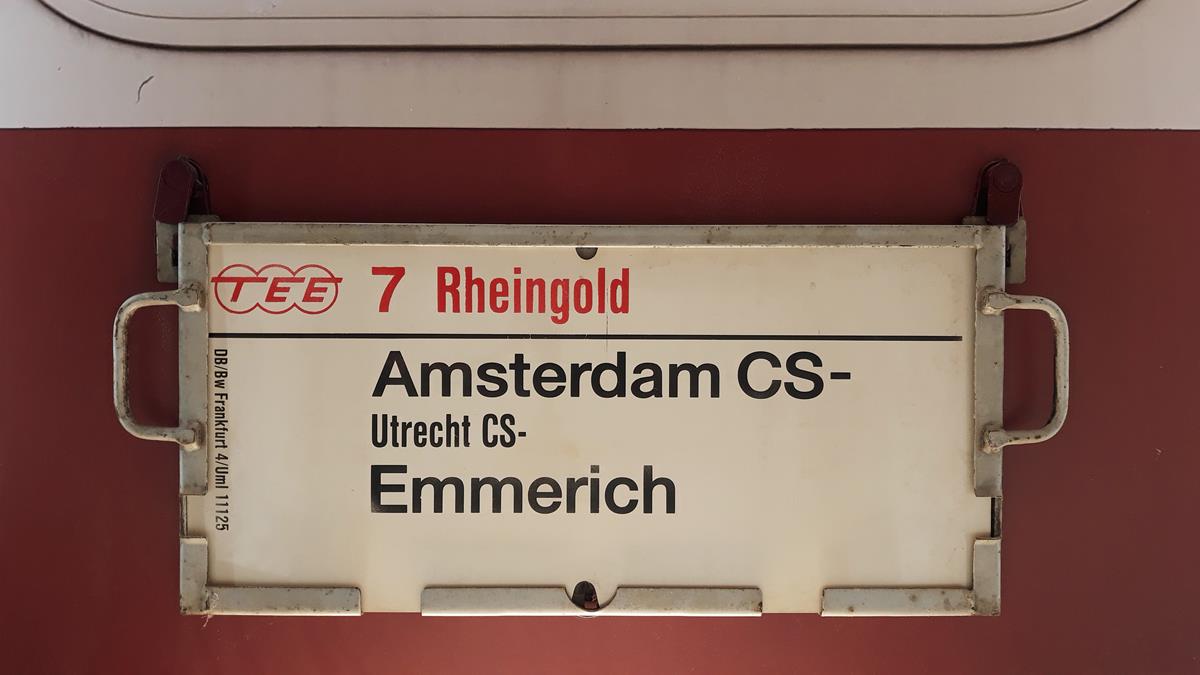 TEE 7 Rheingold
Amsterdam CS-
Utrecht CS-
Emmerich
DB/Bw Frankfurt 4/Uml 11125